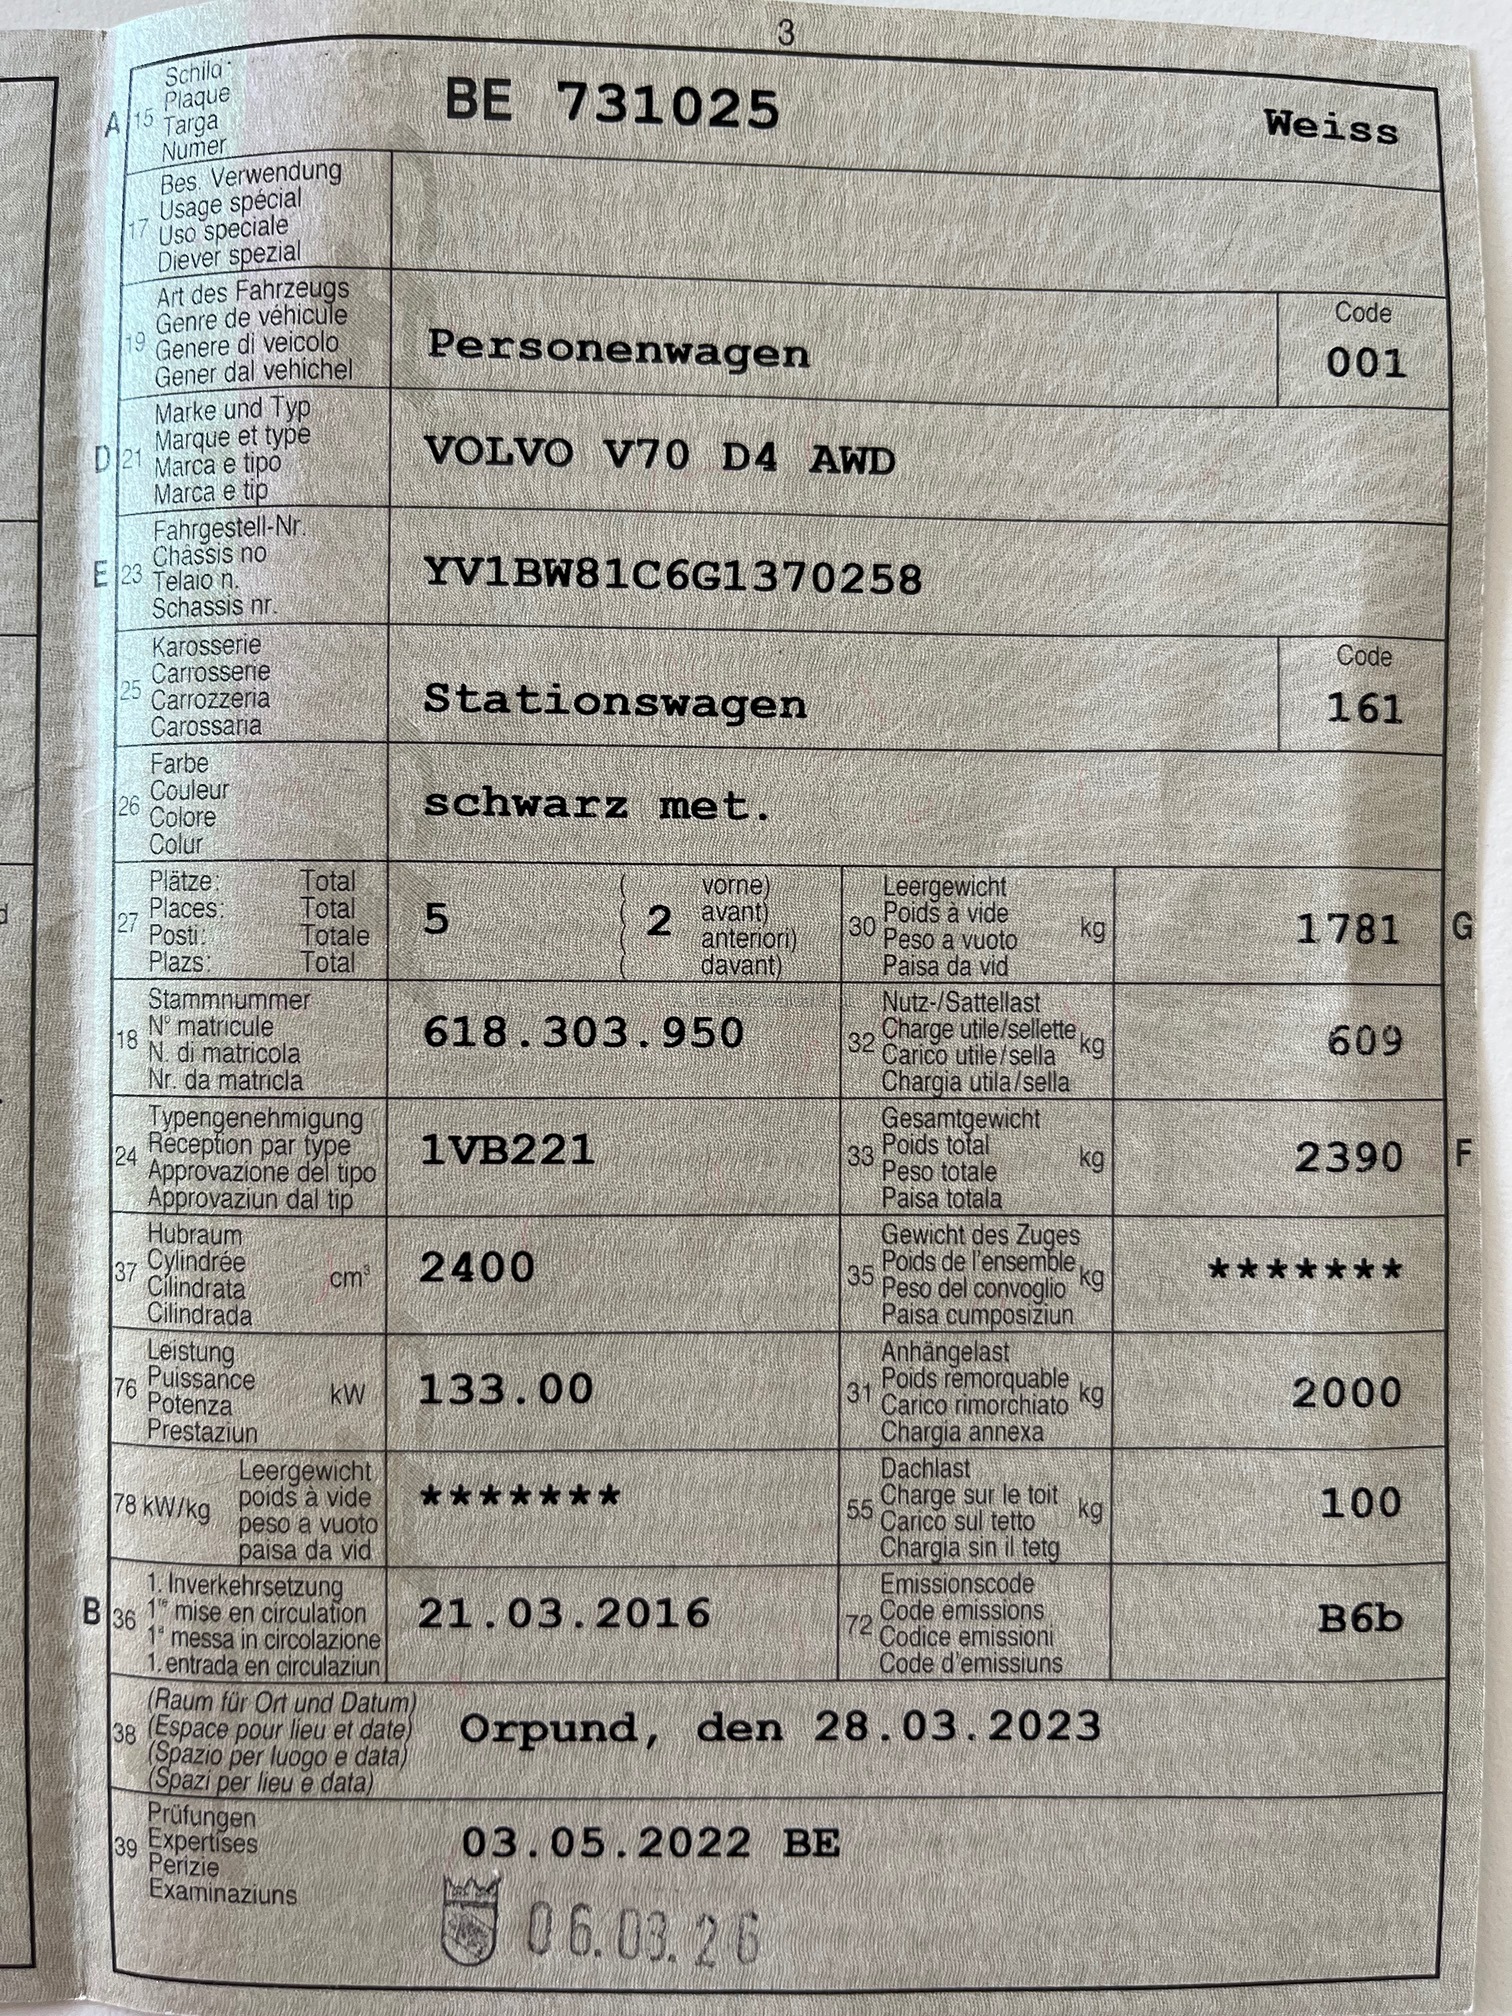 3
A 15 Schild Plaque Targa Numer BE 731025 Weiss
17 Bes. Verwendung
Usage spécial
Uso speciale
Diever spezial
19 Art des Fahrzeugs
Genre de véhicule
Genere di veicolo
Gener dal vehichel
Personenwagen
Code
001
D 21 Marke und Typ
Marque et type
Marca e tipo
Marca e tip
VOLVO V70 D4 AWD
E 23 Fahrgestell-Nr.
Châssis no
Telaio n.
Schassis nr.
YV1BW81C6G1370258
25 Karosserie
Carrosserie
Carrozzeria
Carossaria
Stationswagen
Code
161
26 Farbe
Couleur
Colore
Colur
schwarz met.
27 Plätze: Total
Places: Total
Posti: Totale
Plazs: Total
5
( vorne)
( 2 avant)
( anteriori)
( davant)
30 Leergewicht
Poids à vide
Peso a vuoto
Paisa da vid
kg
1781 G
18 Stammnummer
N° matricule
N. di matricola
Nr. da matricla
618.303.950
32 Nutz-/Sattellast
Charge utile/sellette
Carico utile/sella
Chargia utila/sella
kg
609
24 Typengenehmigung
Réception par type
Approvazione del tipo
Approvaziun dal tip
1VB221
33 Gesamtgewicht
Poids total
Peso totale
Paisa totala
kg
2390 F
37 Hubraum
Cylindrée
Cilindrata
Cilindrada
cm³
2400
35 Gewicht des Zuges
Poids de l'ensemble
Peso del convoglio
Paisa cumposiziun
kg
*******
76 Leistung
Puissance
Potenza
Prestaziun
kW
133.00
31 Anhängelast
Poids remorquable
Carico rimorchiato
Chargia annexa
kg
2000
78 kW/kg
Leergewicht
poids à vide
peso a vuoto
paisa da vid
*******
55 Dachlast
Charge sur le toit
Carico sul tetto
Chargia sin il tetg
kg
100
B 36 1. Inverkehrsetzung
1re mise en circulation
1a messa in circolazione
1. entrada en circulaziun
21.03.2016
72 Emissionscode
Code émissions
Codice emissioni
Code d'emissiuns
B6b
38 (Raum für Ort und Datum)
(Espace pour lieu et date)
(Spazio per luogo e data)
(Spazi per lieu e data)
Orpund, den 28.03.2023
39 Prüfungen
Expertises
Perizie
Examinaziuns
03.05.2022 BE
06.03.26